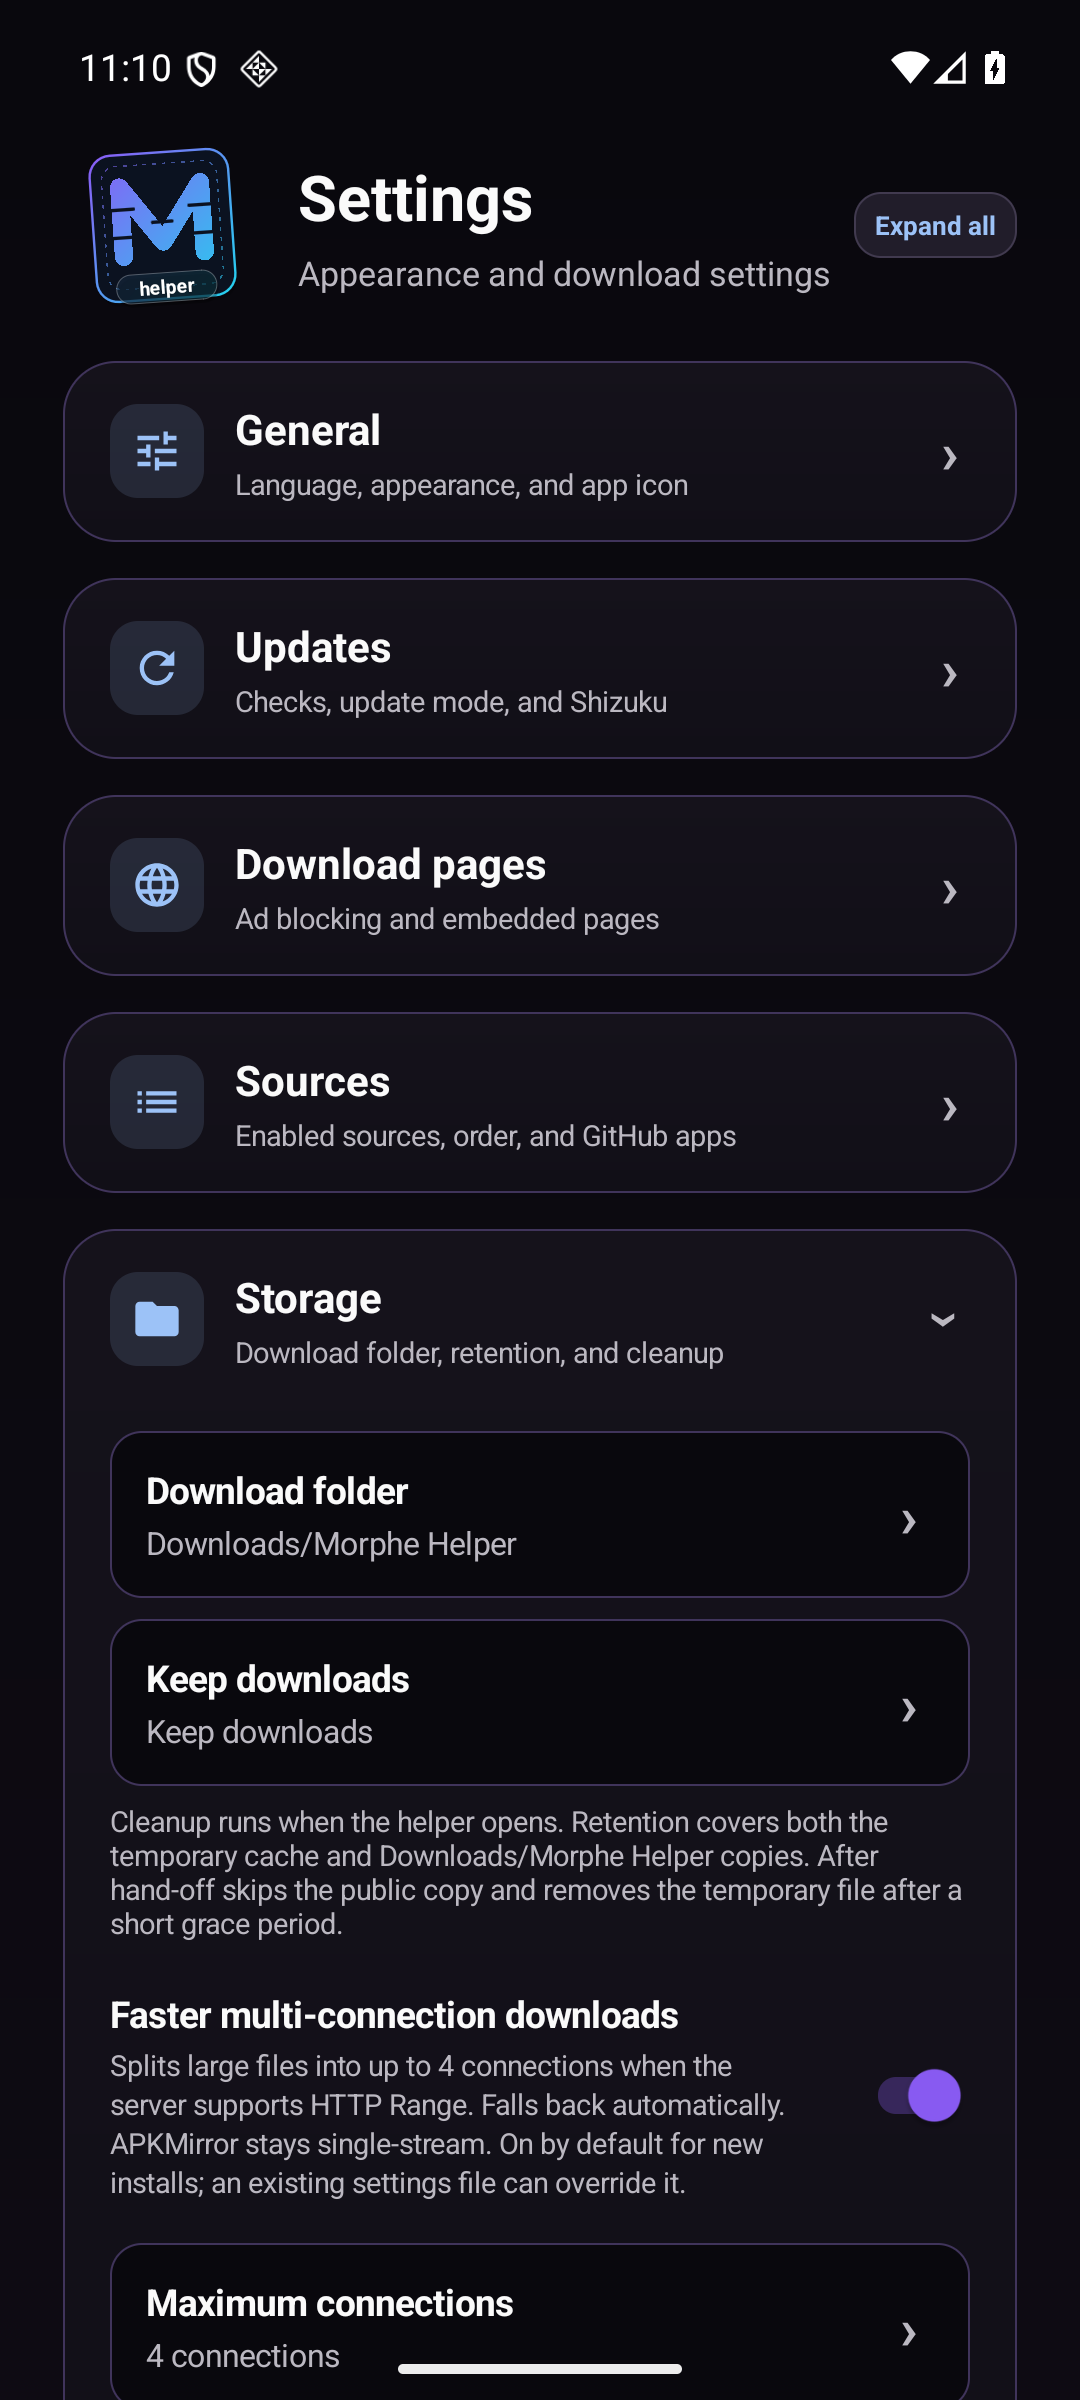 11:10
helper
Settings
Appearance and download settings
Expand all
General
Language, appearance, and app icon
Updates
Checks, update mode, and Shizuku
Download pages
Ad blocking and embedded pages
Sources
Enabled sources, order, and GitHub apps
Storage
Download folder, retention, and cleanup
Download folder
Downloads/Morphe Helper
Keep downloads
Keep downloads
Cleanup runs when the helper opens. Retention covers both the
temporary cache and Downloads/Morphe Helper copies. After
hand-off skips the public copy and removes the temporary file after a
short grace period.
Faster multi-connection downloads
Splits large files into up to 4 connections when the
server supports HTTP Range. Falls back automatically.
APKMirror stays single-stream. On by default for new
installs; an existing settings file can override it.
Maximum connections
4 connections